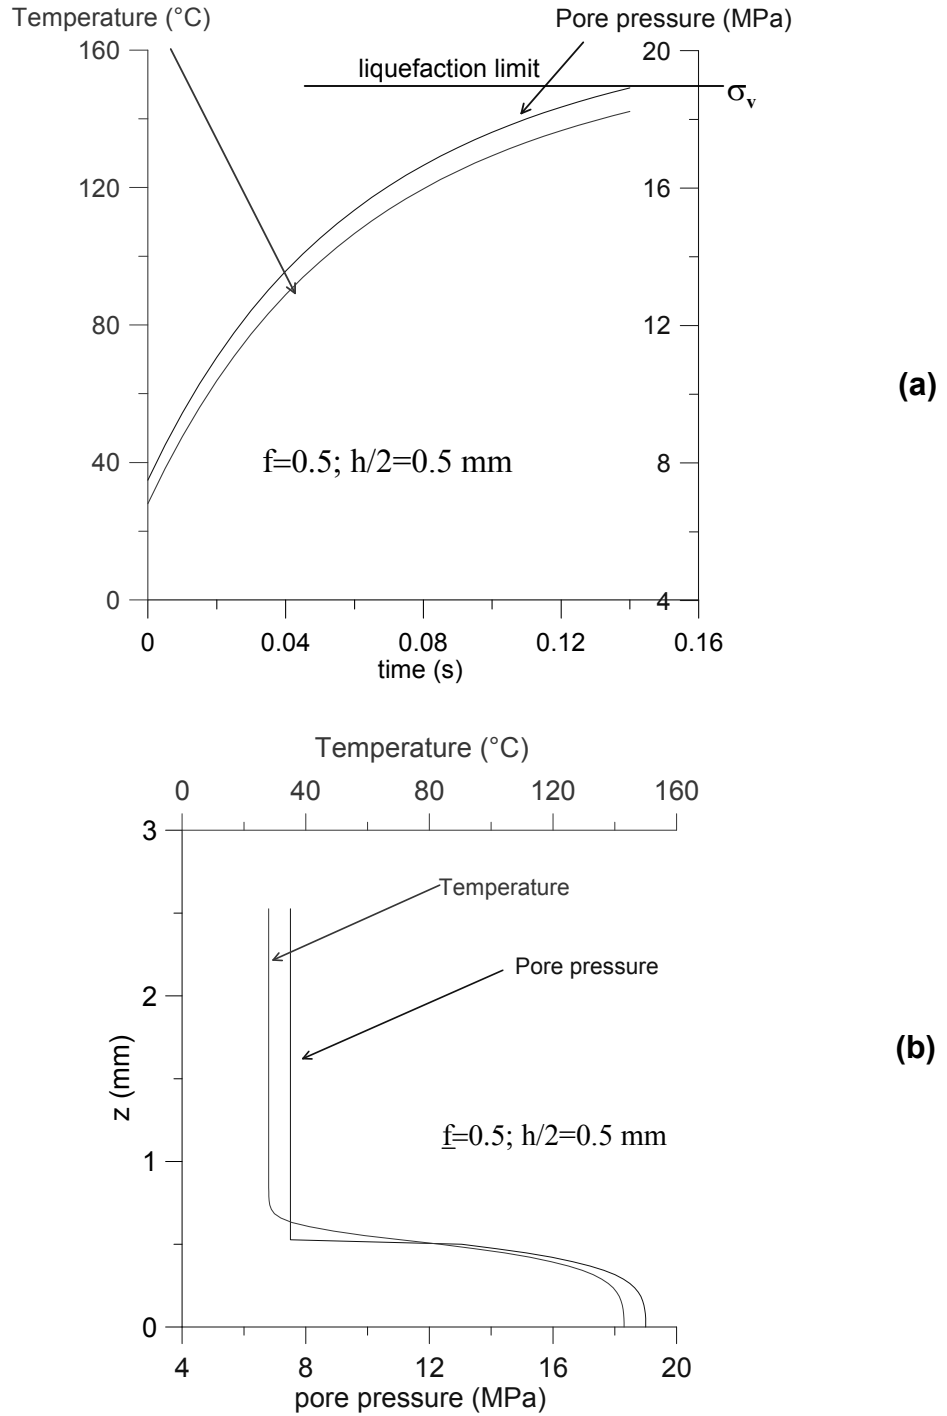 Temperature (°C)
Pore pressure (MPa)
160
20
liquefaction limit
σv
120
16
80
12
(a)
40
f=0.5; h/2=0.5 mm
8
0
4
0
0.04
0.08
0.12
0.16
time (s)
Temperature (°C)
0
40
80
120
160
3
Temperature
Pore pressure
2
(b)
z (mm)
f=0.5; h/2=0.5 mm
1
0
4
8
12
16
20
pore pressure (MPa)